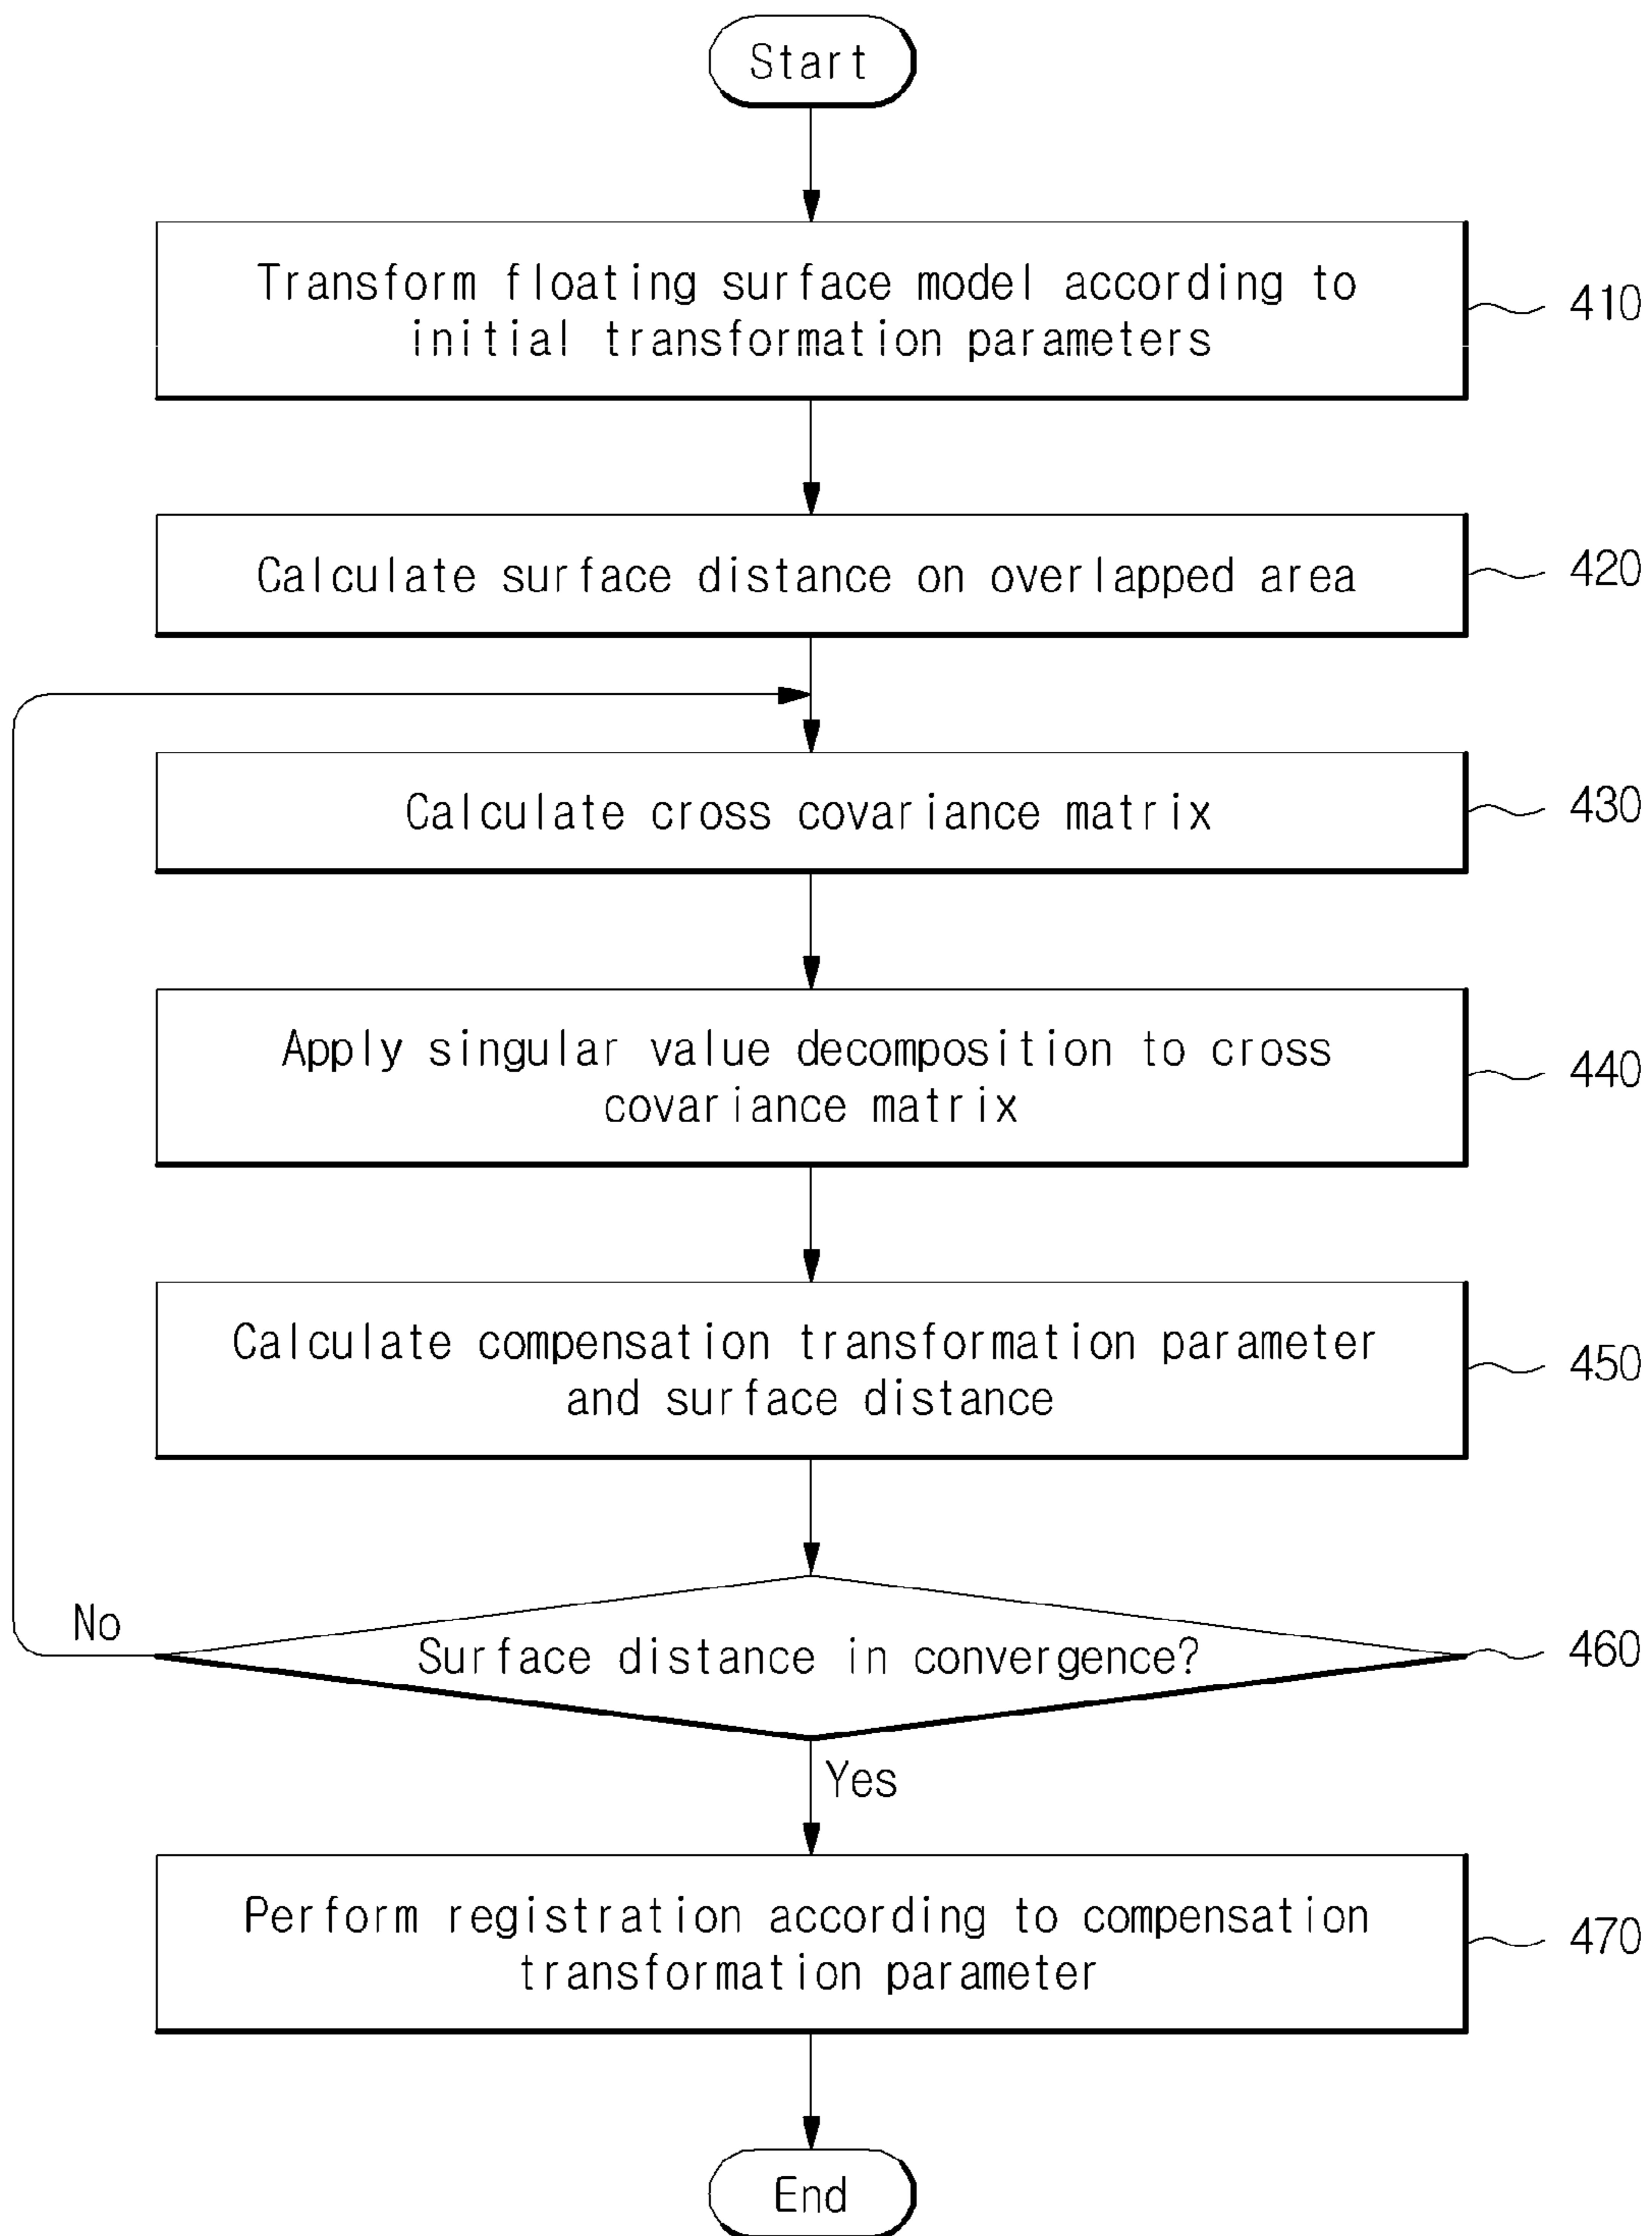 Start
Transform floating surface model according to
initial transformation parameters
410
Calculate surface distance on overlapped area
420
Calculate cross covariance matrix
430
Apply singular value decomposition to cross
covariance matrix
440
Calculate compensation transformation parameter
and surface distance
450
No
Surface distance in convergence?
460
Yes
Perform registration according to compensation
transformation parameter
470
End